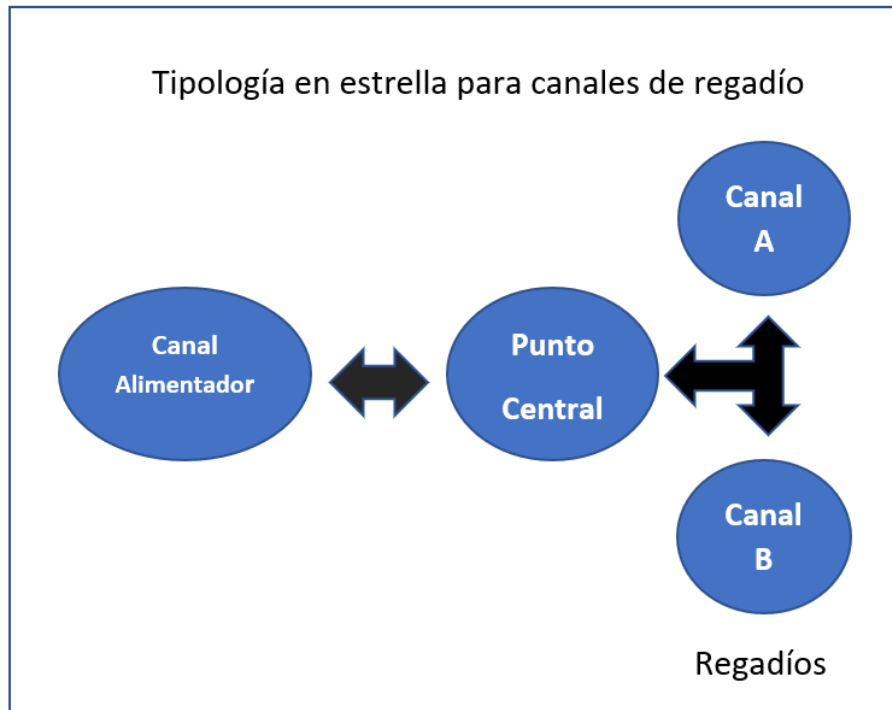 Tipología en estrella para canales de regadío
Canal
A
Canal
Alimentador
Punto
Central
Canal
B
Regadíos